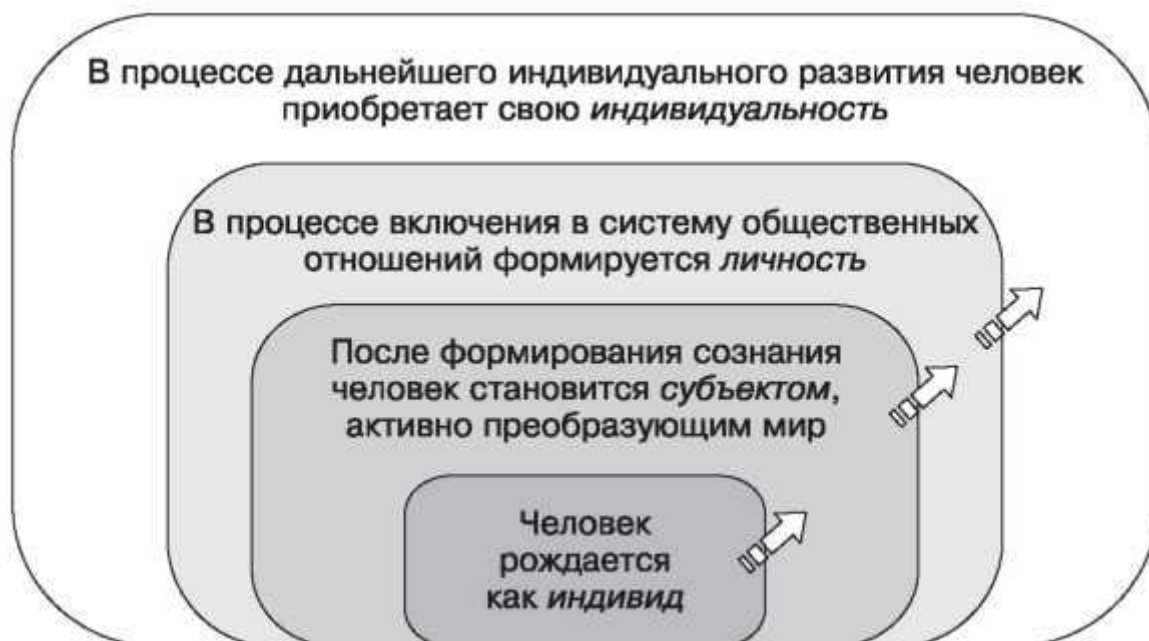 В процессе дальнейшего индивидуального развития человек
приобретает свою индивидуальность
В процессе включения в систему общественных
отношений формируется личность
После формирования сознания
человек становится субъектом,
активно преобразующим мир
Человек
рождается
как индивид